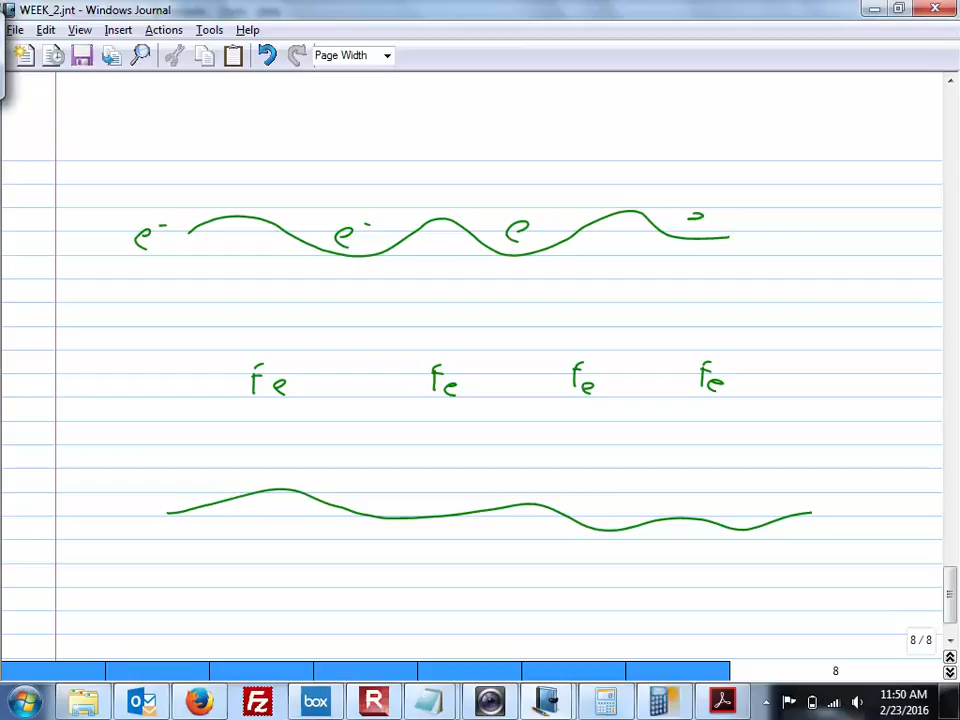 WEEK_2.jnt - Windows Journal
File Edit View Insert Actions Tools Help
Page Width
e⁻ e⁻ e
Fe Fe Fe Fe
8 / 8
8
box
R
11:50 AM
2/23/2016